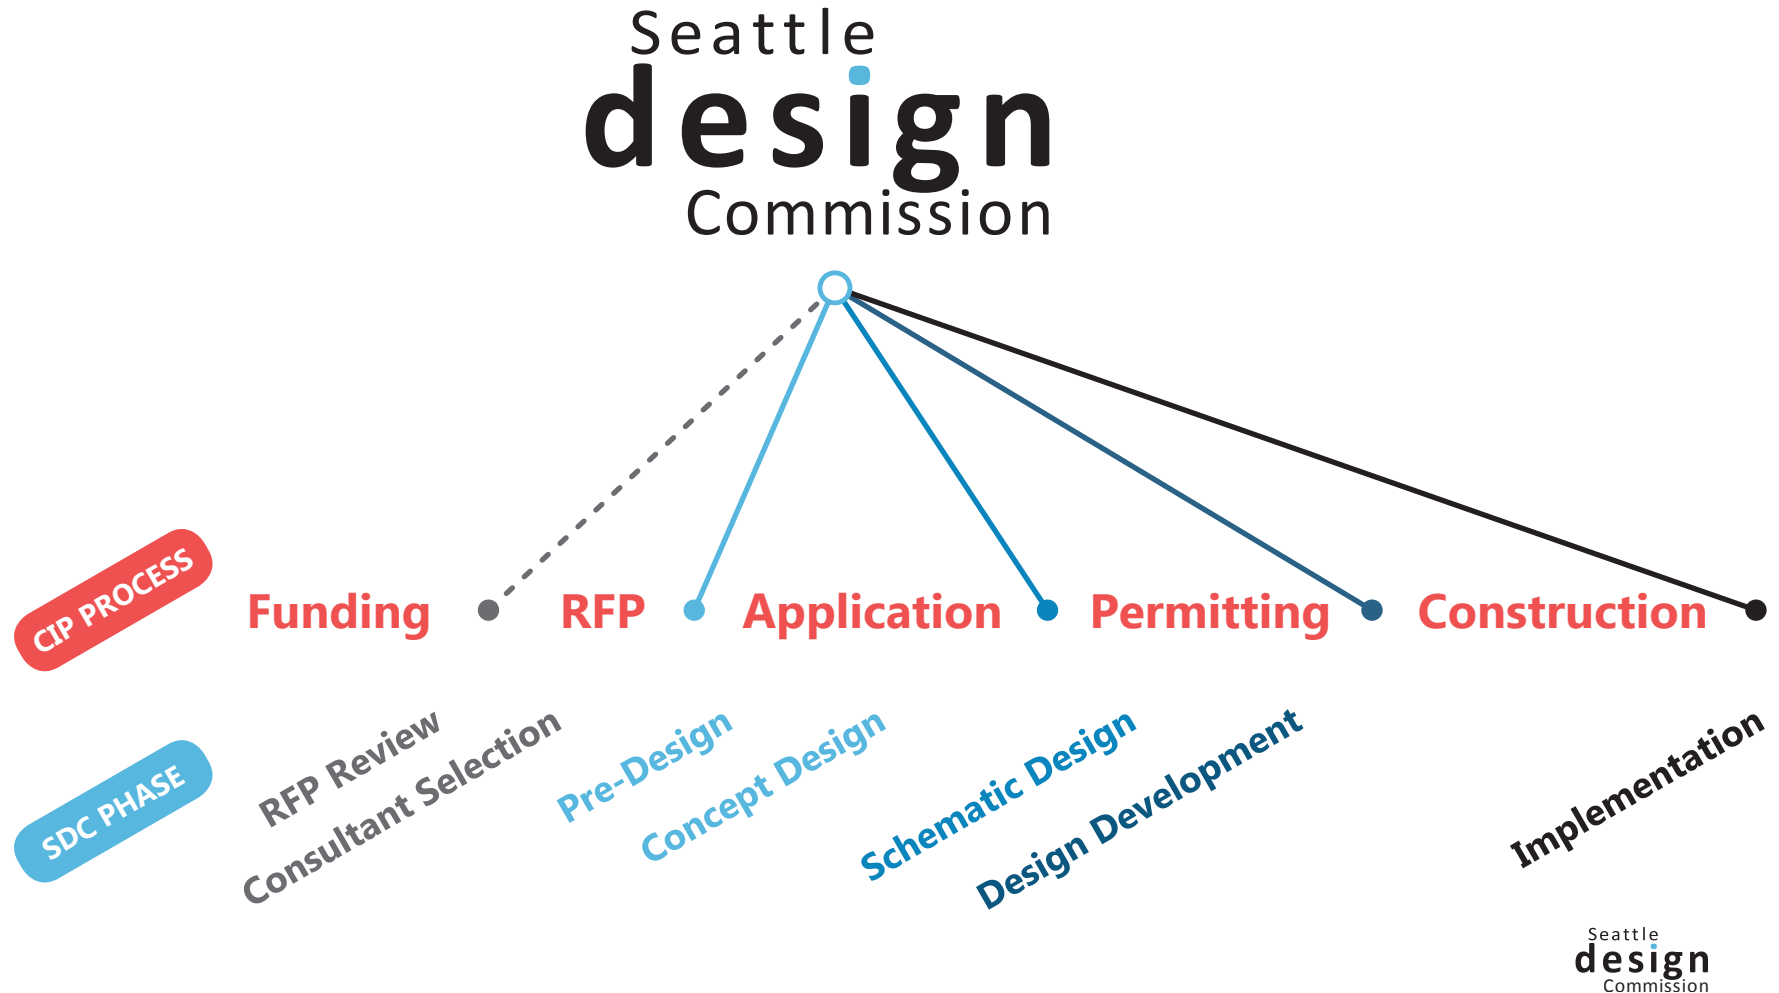 Seattle
design
Commission
CIP PROCESS
Funding
RFP
Application
Permitting
Construction
SDC PHASE
RFP Review
Consultant Selection
Pre-Design
Concept Design
Schematic Design
Design Development
Implementation
Seattle
design
Commission